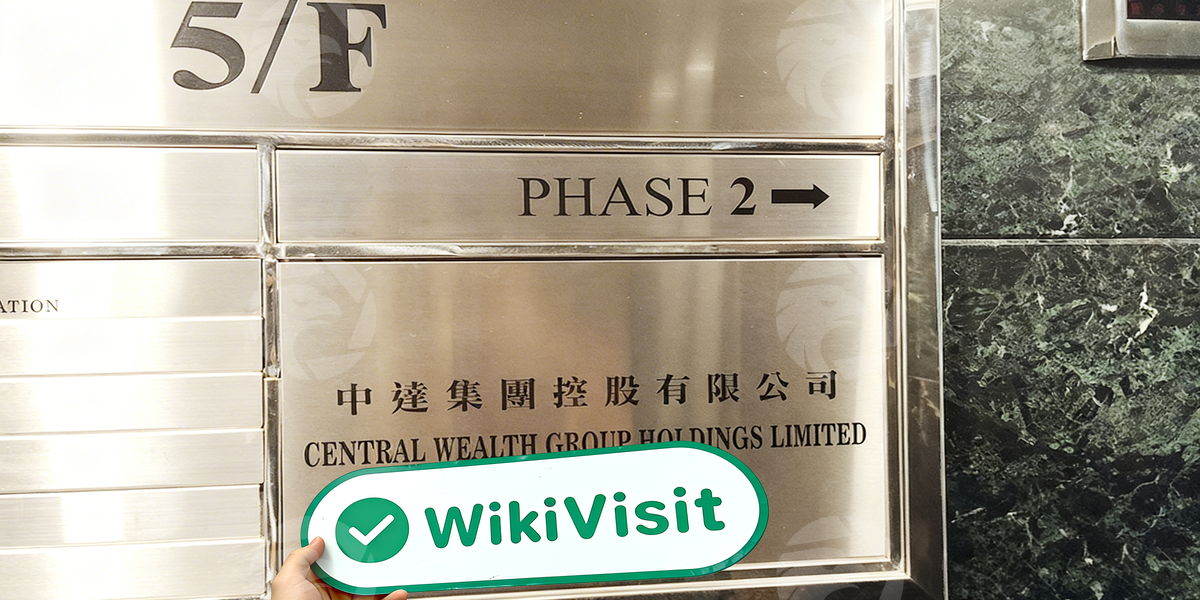 5/F
PHASE 2 →
ATION
中達集團控股有限公司
CENTRAL WEALTH GROUP HOLDINGS LIMITED
WikiVisit